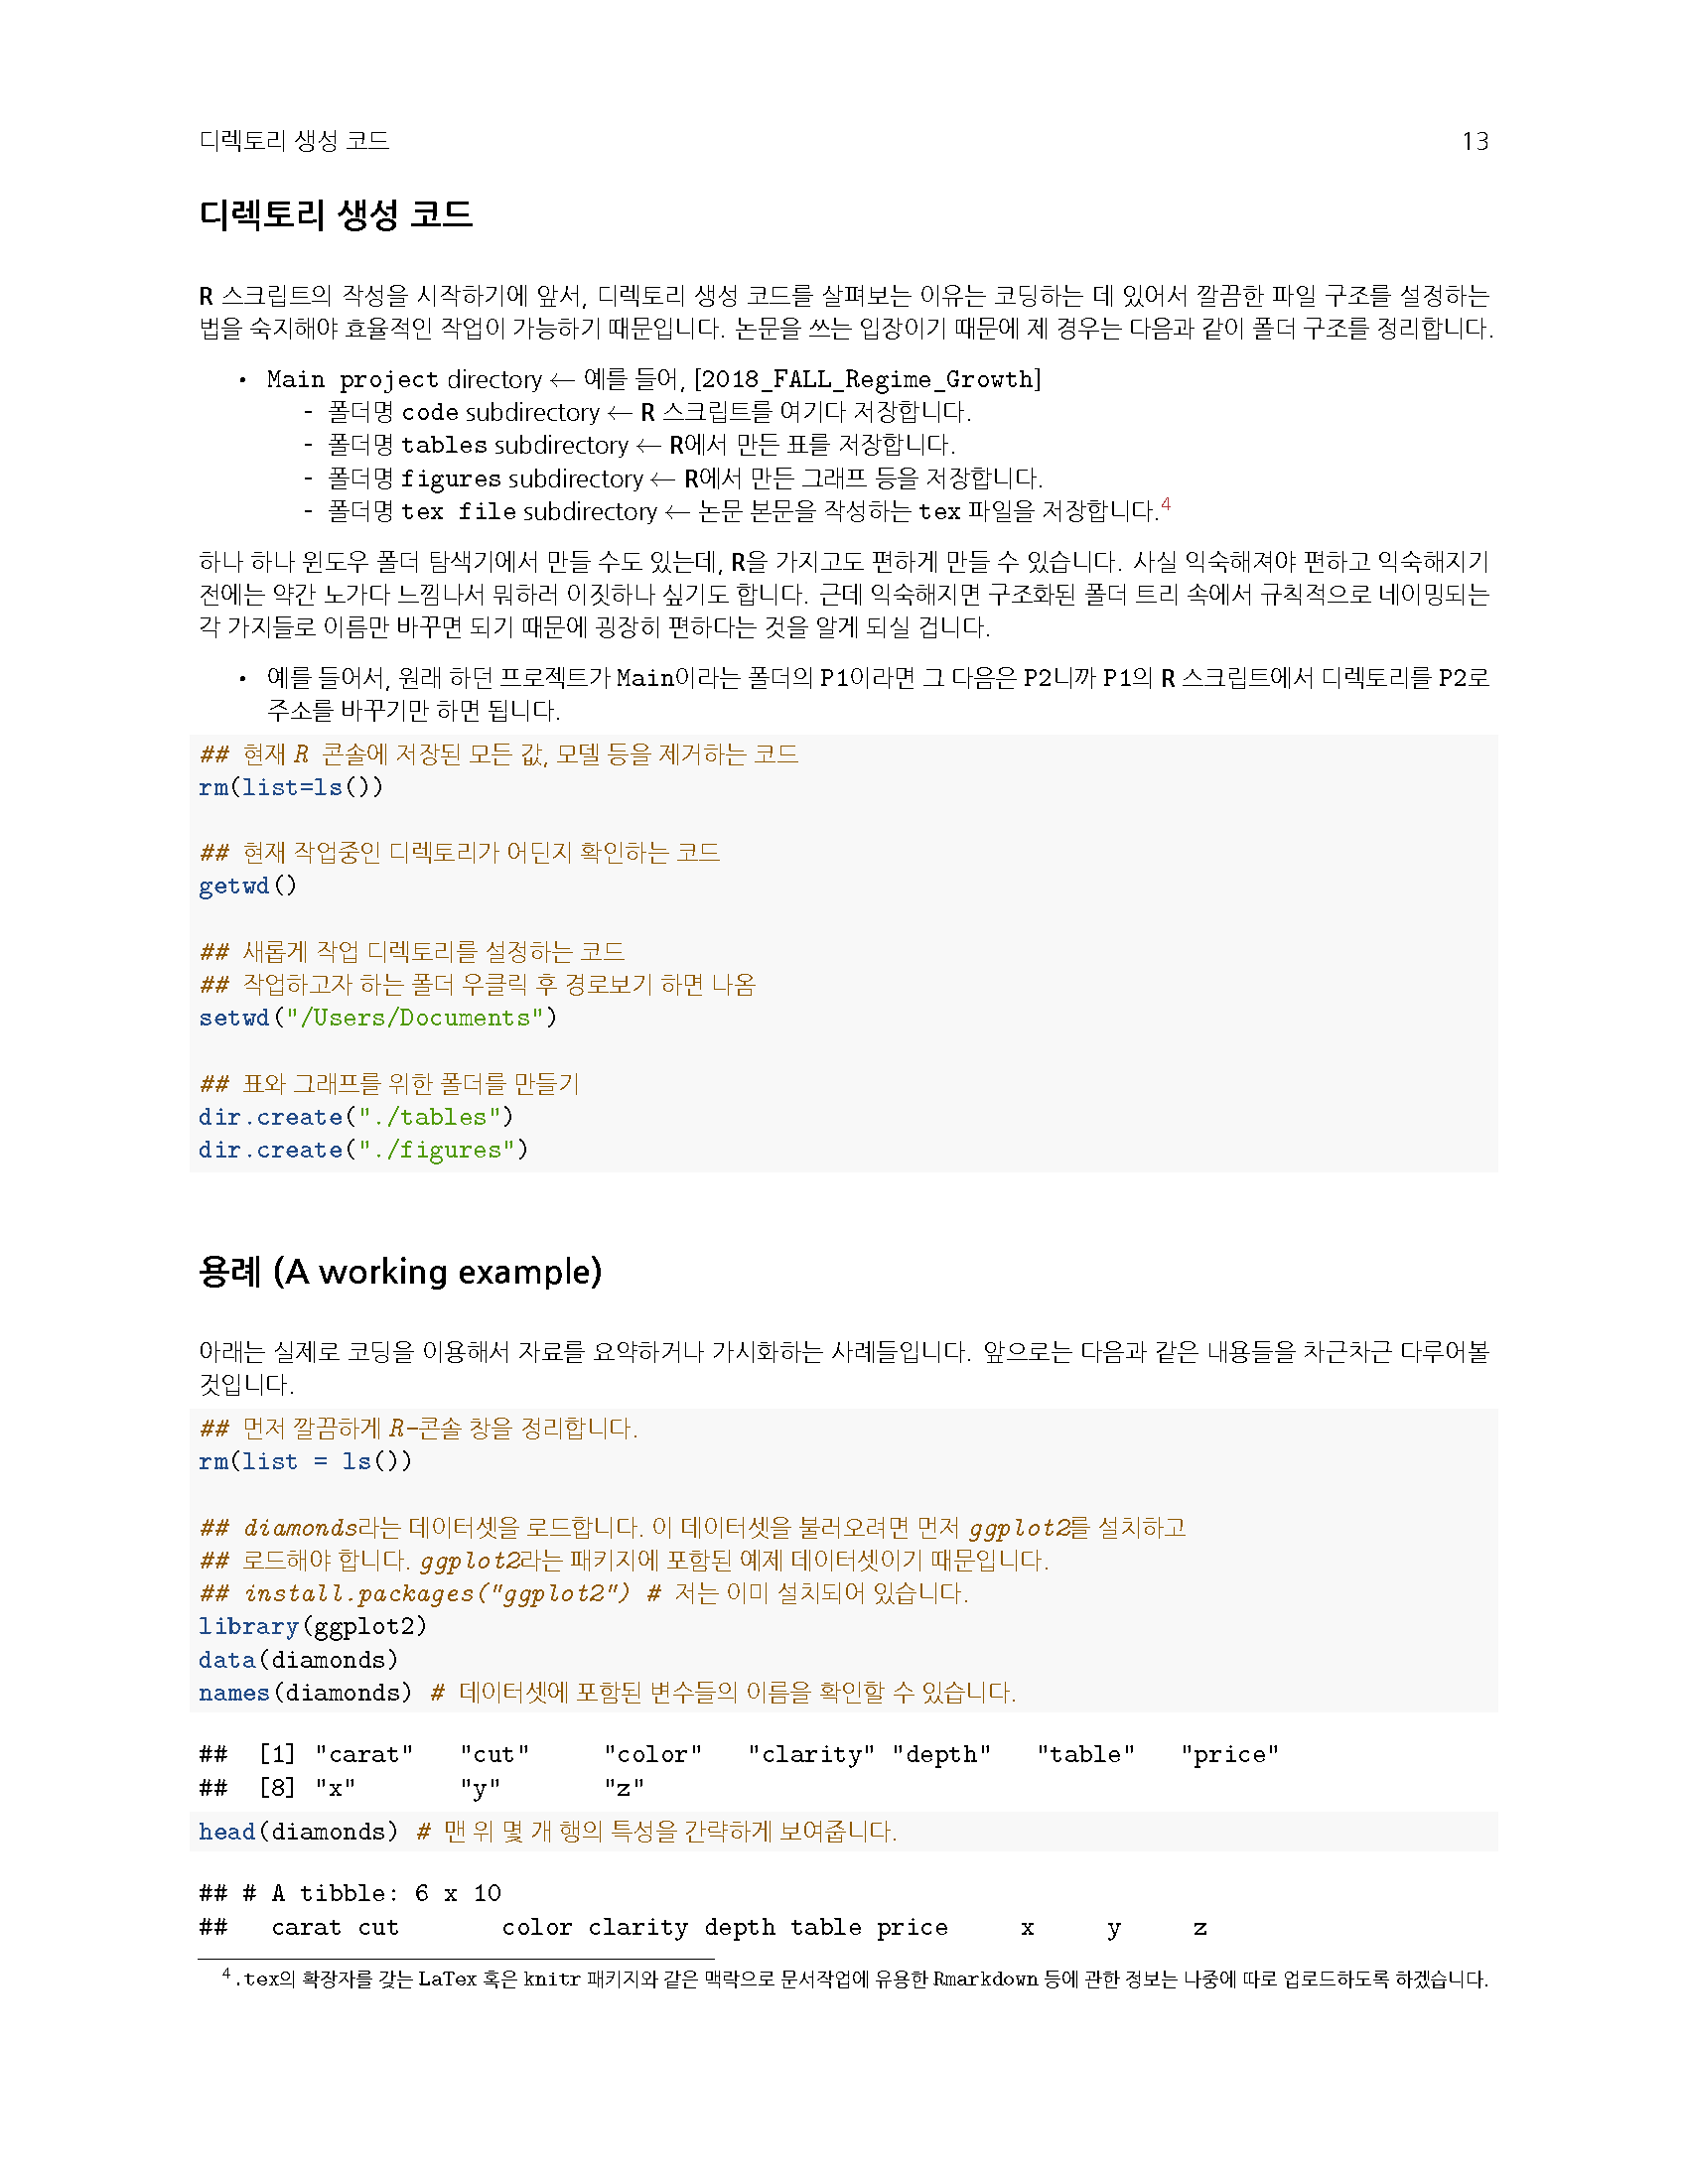 디렉토리 생성 코드 13
디렉토리 생성 코드
R 스크립트의 작성을 시작하기에 앞서, 디렉토리 생성 코드를 살펴보는 이유는 코딩하는 데 있어서 깔끔한 파일 구조를 설정하는
법을 숙지해야 효율적인 작업이 가능하기 때문입니다. 논문을 쓰는 입장이기 때문에 제 경우는 다음과 같이 폴더 구조를 정리합니다.
• Main project directory ← 예를 들어, [2018_FALL_Regime_Growth]
- 폴더명 code subdirectory ← R 스크립트를 여기다 저장합니다.
- 폴더명 tables subdirectory ← R에서 만든 표를 저장합니다.
- 폴더명 figures subdirectory ← R에서 만든 그래프 등을 저장합니다.
- 폴더명 tex file subdirectory ← 논문 본문을 작성하는 tex 파일을 저장합니다.4
하나 하나 윈도우 폴더 탐색기에서 만들 수도 있는데, R을 가지고도 편하게 만들 수 있습니다. 사실 익숙해져야 편하고 익숙해지기
전에는 약간 노가다 느낌나서 뭐하러 이짓하나 싶기도 합니다. 근데 익숙해지면 구조화된 폴더 트리 속에서 규칙적으로 네이밍되는
각 가지들로 이름만 바꾸면 되기 때문에 굉장히 편하다는 것을 알게 되실 겁니다.
• 예를 들어서, 원래 하던 프로젝트가 Main이라는 폴더의 P1이라면 그 다음은 P2니까 P1의 R 스크립트에서 디렉토리를 P2로
주소를 바꾸기만 하면 됩니다.
## 현재 R 콘솔에 저장된 모든 값, 모델 등을 제거하는 코드
rm(list=ls())
## 현재 작업중인 디렉토리가 어딘지 확인하는 코드
getwd()
## 새롭게 작업 디렉토리를 설정하는 코드
## 작업하고자 하는 폴더 우클릭 후 경로보기 하면 나옴
setwd("/Users/Documents")
## 표와 그래프를 위한 폴더를 만들기
dir.create("./tables")
dir.create("./figures")
용례 (A working example)
아래는 실제로 코딩을 이용해서 자료를 요약하거나 가시화하는 사례들입니다. 앞으로는 다음과 같은 내용들을 차근차근 다루어볼
것입니다.
## 먼저 깔끔하게 R-콘솔 창을 정리합니다.
rm(list = ls())
## diamonds라는 데이터셋을 로드합니다. 이 데이터셋을 불러오려면 먼저 ggplot2를 설치하고
## 로드해야 합니다. ggplot2라는 패키지에 포함된 예제 데이터셋이기 때문입니다.
## install.packages("ggplot2") # 저는 이미 설치되어 있습니다.
library(ggplot2)
data(diamonds)
names(diamonds) # 데이터셋에 포함된 변수들의 이름을 확인할 수 있습니다.
## [1] "carat" "cut" "color" "clarity" "depth" "table" "price"
## [8] "x" "y" "z"
head(diamonds) # 맨 위 몇 개 행의 특성을 간략하게 보여줍니다.
## # A tibble: 6 x 10
## carat cut color clarity depth table price x y z
4.tex의 확장자를 갖는 LaTex 혹은 knitr 패키지와 같은 맥락으로 문서작업에 유용한 Rmarkdown 등에 관한 정보는 나중에 따로 업로드하도록 하겠습니다.